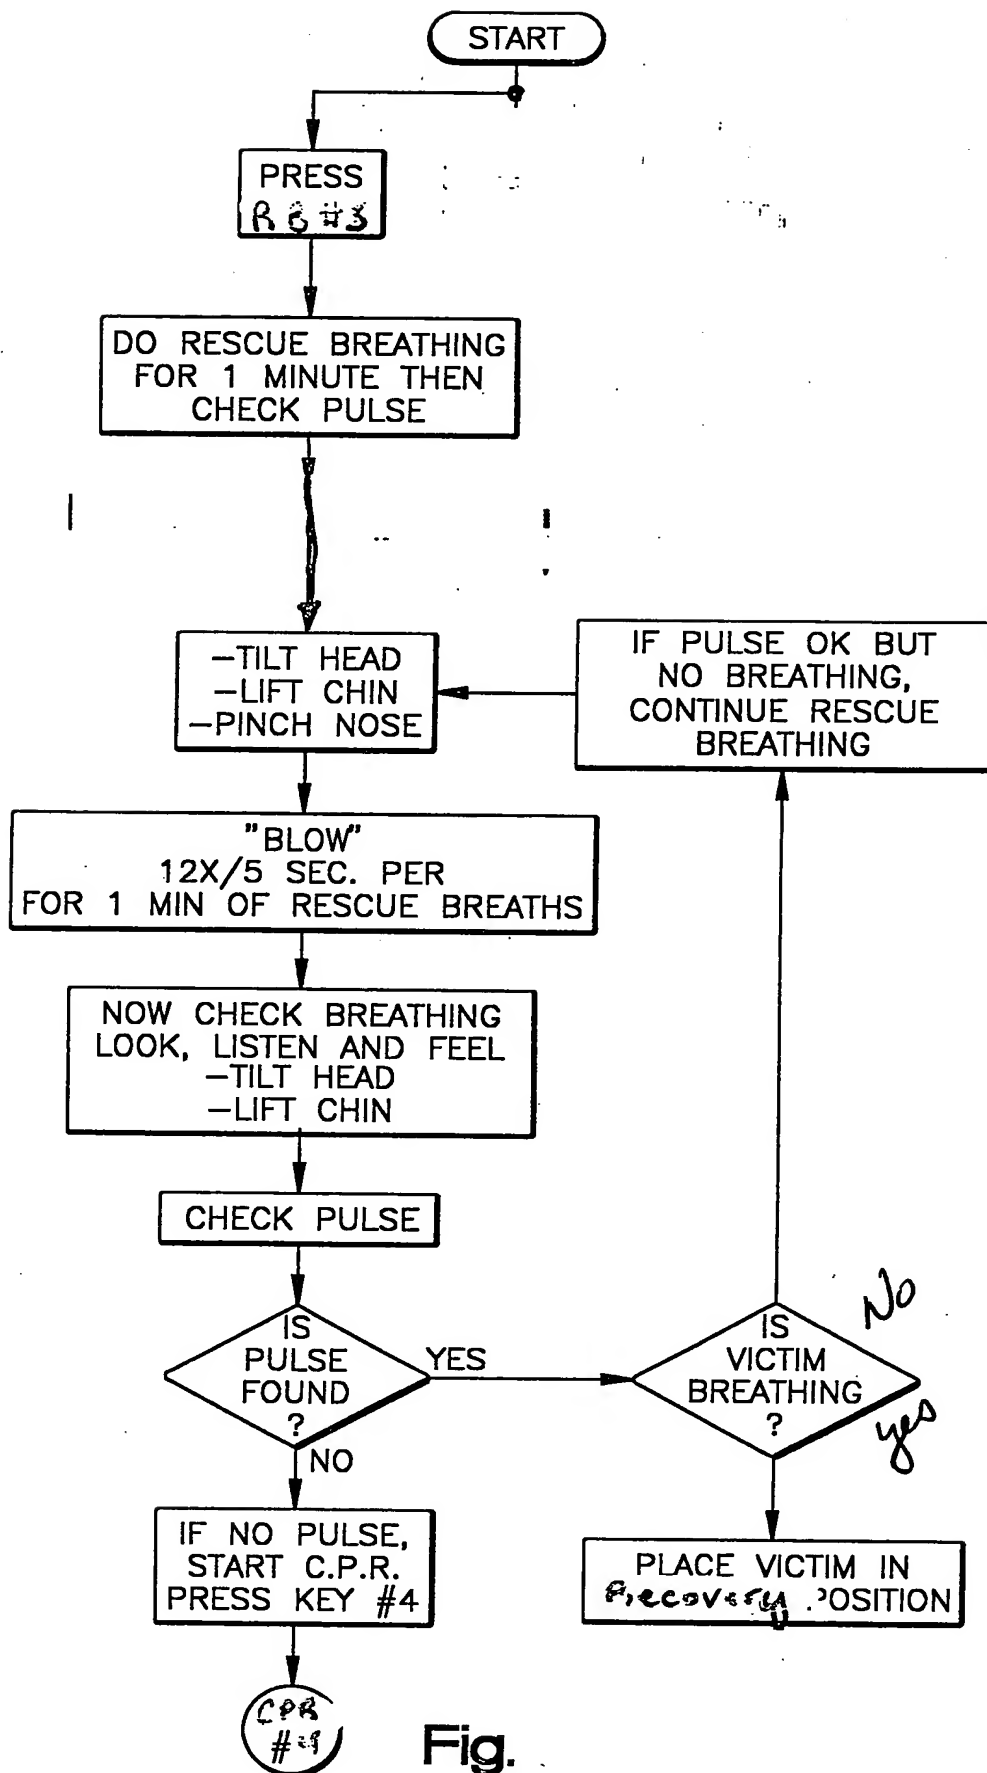 START
PRESS
RB #3
DO RESCUE BREATHING
FOR 1 MINUTE THEN
CHECK PULSE
–TILT HEAD
–LIFT CHIN
–PINCH NOSE
IF PULSE OK BUT
NO BREATHING,
CONTINUE RESCUE
BREATHING
"BLOW"
12X/5 SEC. PER
FOR 1 MIN OF RESCUE BREATHS
NOW CHECK BREATHING
LOOK, LISTEN AND FEEL
–TILT HEAD
–LIFT CHIN
CHECK PULSE
IS
PULSE
FOUND
?
YES
NO
IS
VICTIM
BREATHING
?
No
yes
IF NO PULSE,
START C.P.R.
PRESS KEY #4
PLACE VICTIM IN
Recovery POSITION
CPR
#4
Fig.